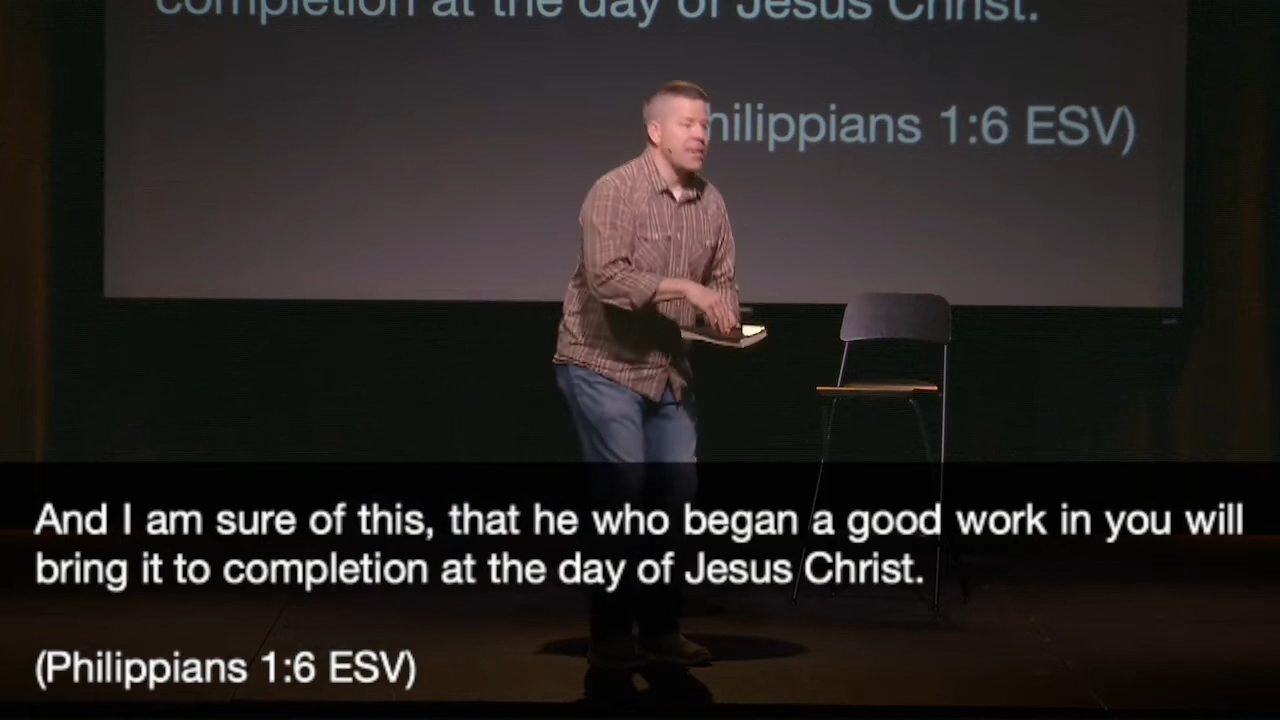 completion at the day of Jesus Christ.
hilippians 1:6 ESV)
And I am sure of this, that he who began a good work in you will
bring it to completion at the day of Jesus Christ.
(Philippians 1:6 ESV)